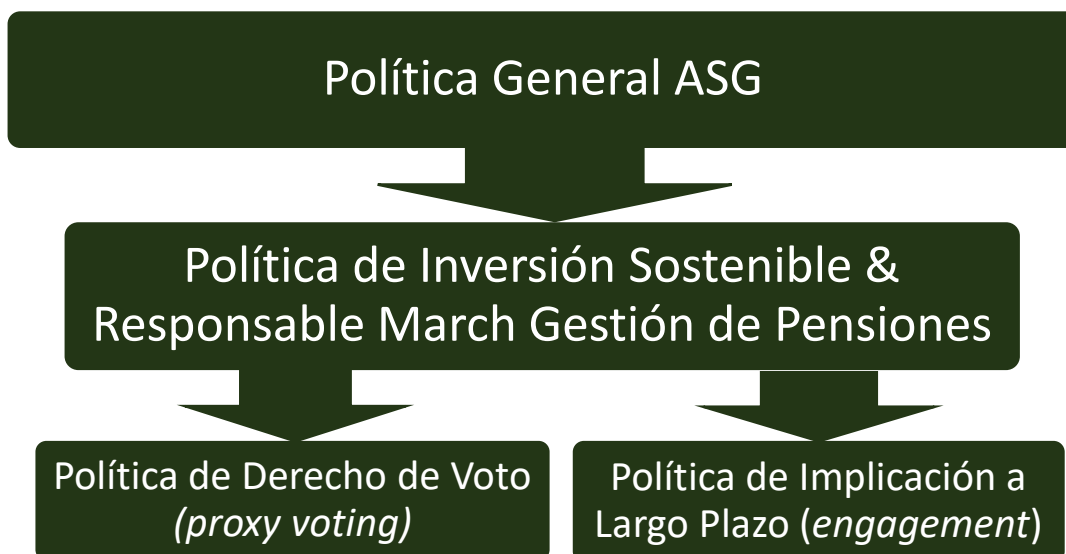 Política General ASG
Política de Inversión Sostenible &
Responsable March Gestión de Pensiones
Política de Derecho de Voto
(proxy voting)
Política de Implicación a
Largo Plazo (engagement)